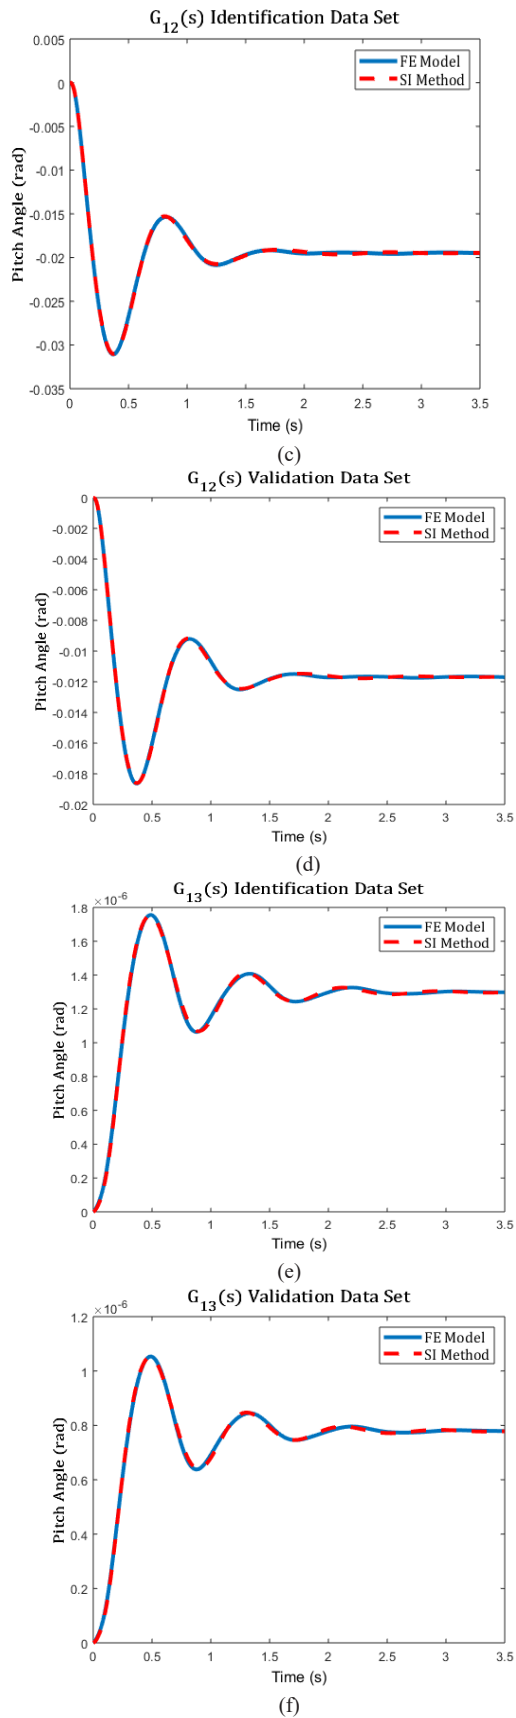 G12(s) Identification Data Set
FE Model
SI Method
0.005
0
-0.005
-0.01
-0.015
-0.02
-0.025
-0.03
-0.035
Pitch Angle (rad)
0 0.5 1 1.5 2 2.5 3 3.5
Time (s)
(c)
G12(s) Validation Data Set
FE Model
SI Method
0
-0.002
-0.004
-0.006
-0.008
-0.01
-0.012
-0.014
-0.016
-0.018
-0.02
Pitch Angle (rad)
0 0.5 1 1.5 2 2.5 3 3.5
Time (s)
(d)
G13(s) Identification Data Set
×10-6
FE Model
SI Method
1.8
1.6
1.4
1.2
1
0.8
0.6
0.4
0.2
0
Pitch Angle (rad)
0 0.5 1 1.5 2 2.5 3 3.5
Time (s)
(e)
G13(s) Validation Data Set
×10-6
FE Model
SI Method
1.2
1
0.8
0.6
0.4
0.2
0
Pitch Angle (rad)
0 0.5 1 1.5 2 2.5 3 3.5
Time (s)
(f)